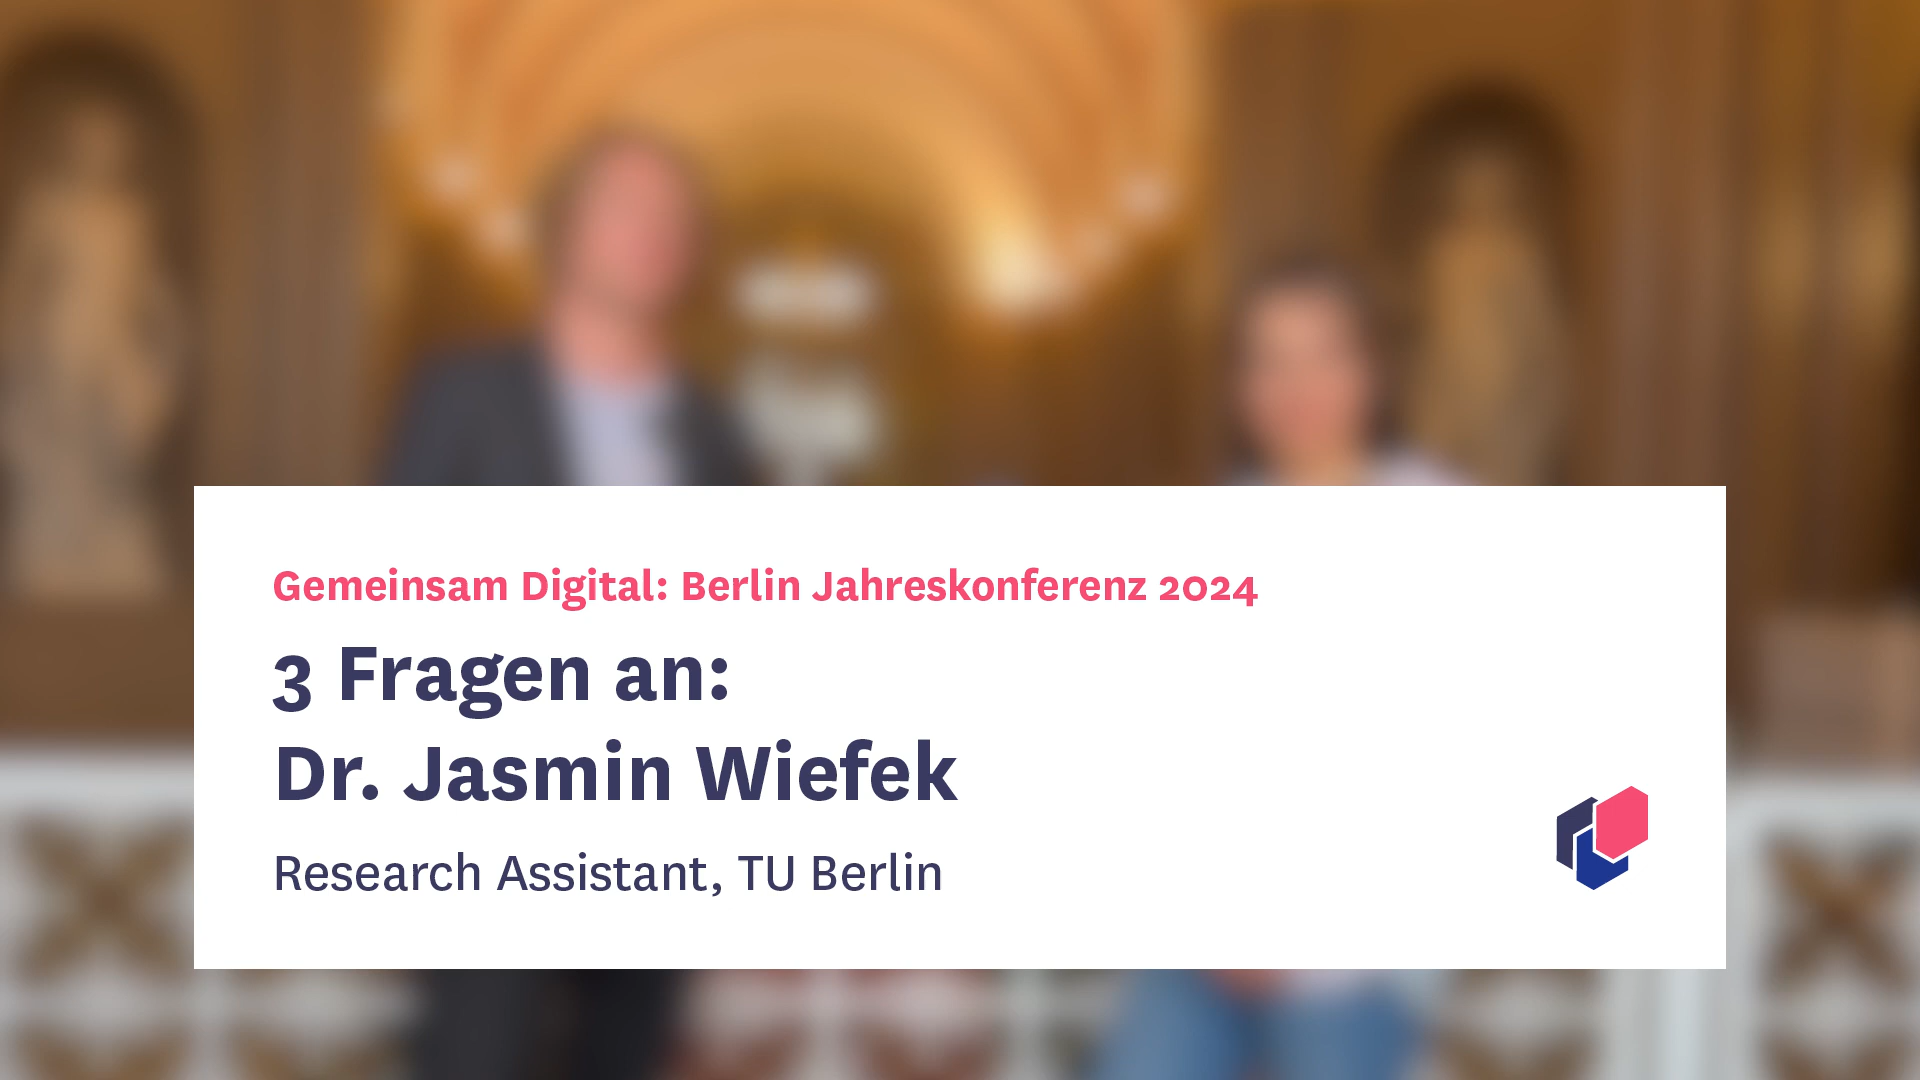 Gemeinsam Digital: Berlin Jahreskonferenz 2024
3 Fragen an:
Dr. Jasmin Wiefek
Research Assistant, TU Berlin